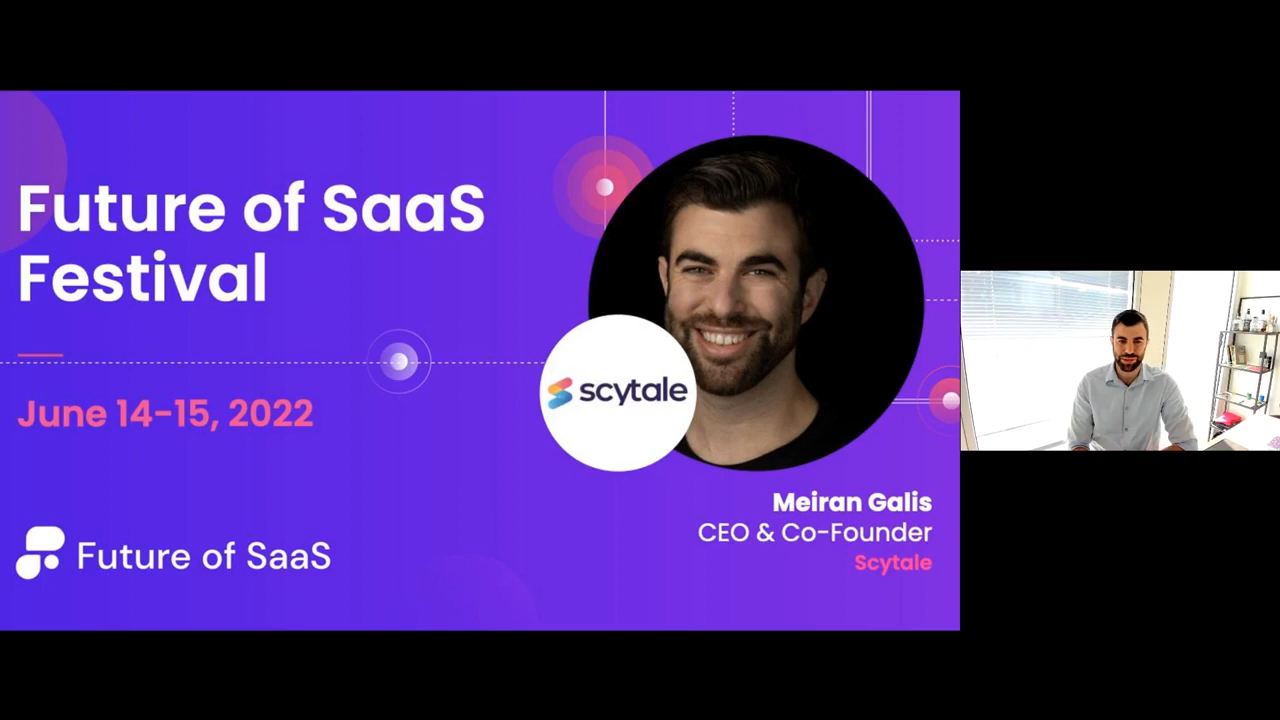 Future of SaaS
Festival
June 14-15, 2022
scytale
Meiran Galis
CEO & Co-Founder
Scytale
Future of SaaS